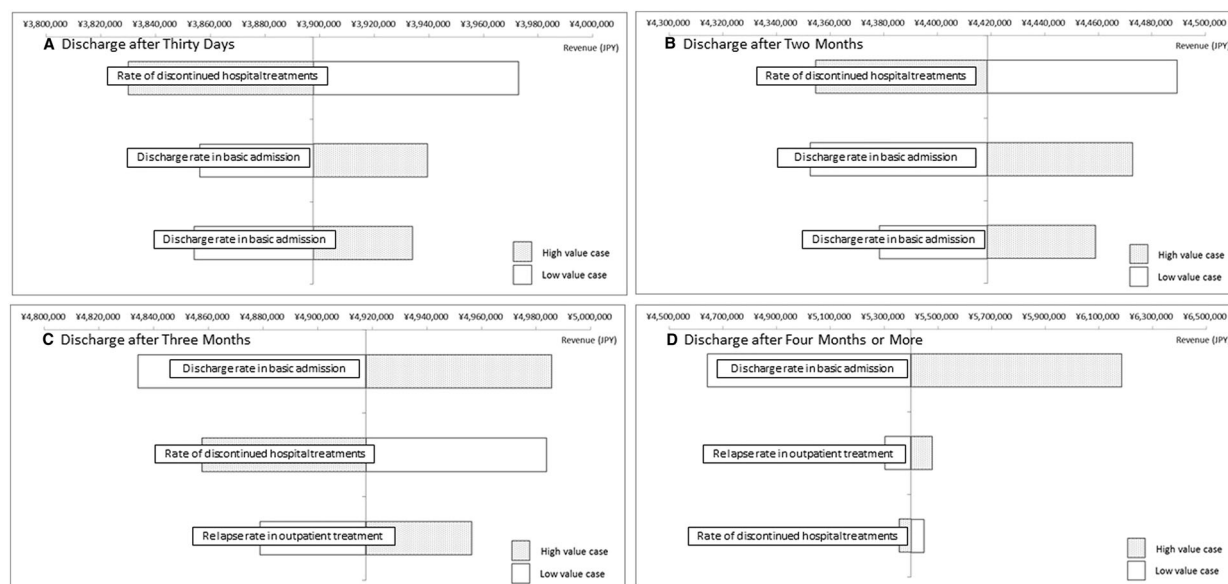 ¥3,800,000 ¥3,820,000 ¥3,840,000 ¥3,860,000 ¥3,880,000 ¥3,900,000 ¥3,920,000 ¥3,940,000 ¥3,960,000 ¥3,980,000 ¥4,000,000
A Discharge after Thirty Days
Revenue (JPY)
Rate of discontinued hospital treatments
Discharge rate in basic admission
Discharge rate in basic admission
High value case
Low value case
¥4,300,000 ¥4,320,000 ¥4,340,000 ¥4,360,000 ¥4,380,000 ¥4,400,000 ¥4,420,000 ¥4,440,000 ¥4,460,000 ¥4,480,000 ¥4,500,000
B Discharge after Two Months
Revenue (JPY)
Rate of discontinued hospital treatments
Discharge rate in basic admission
Discharge rate in basic admission
High value case
Low value case
¥4,800,000 ¥4,820,000 ¥4,840,000 ¥4,860,000 ¥4,880,000 ¥4,900,000 ¥4,920,000 ¥4,940,000 ¥4,960,000 ¥4,980,000 ¥5,000,000
C Discharge after Three Months
Revenue (JPY)
Discharge rate in basic admission
Rate of discontinued hospital treatments
Relapse rate in outpatient treatment
High value case
Low value case
¥4,500,000 ¥4,700,000 ¥4,900,000 ¥5,100,000 ¥5,300,000 ¥5,500,000 ¥5,700,000 ¥5,900,000 ¥6,100,000 ¥6,300,000 ¥6,500,000
D Discharge after Four Months or More
Revenue (JPY)
Discharge rate in basic admission
Relapse rate in outpatient treatment
Rate of discontinued hospital treatments
High value case
Low value case